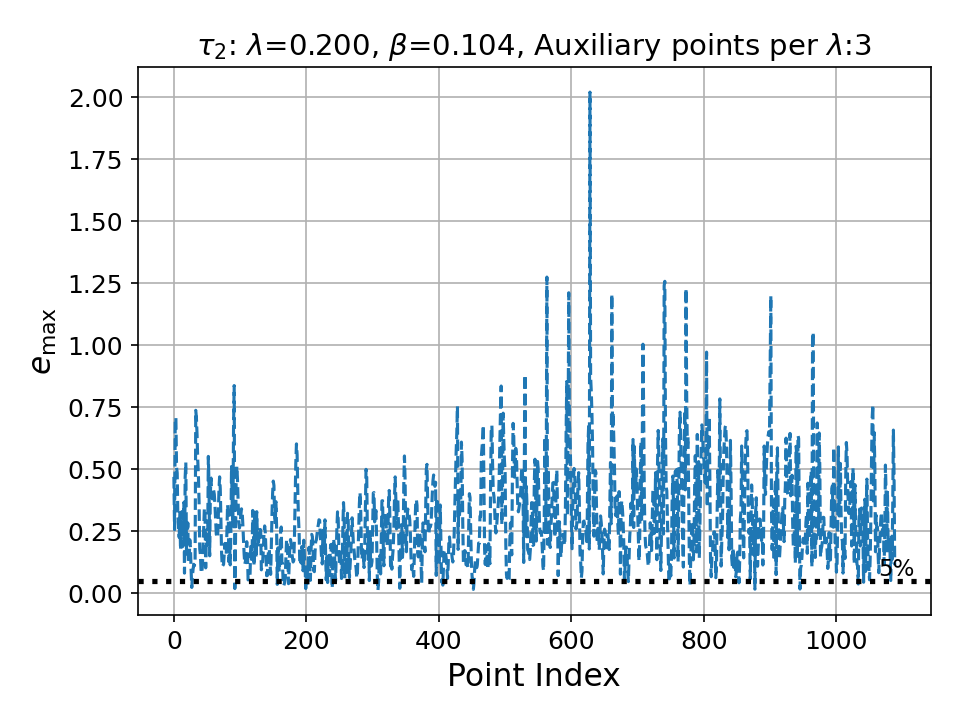 τ2: λ=0.200, β=0.104, Auxiliary points per λ:3
2.00
1.75
1.50
1.25
1.00
0.75
0.50
0.25
0.00
emax
5%
0 200 400 600 800 1000
Point Index